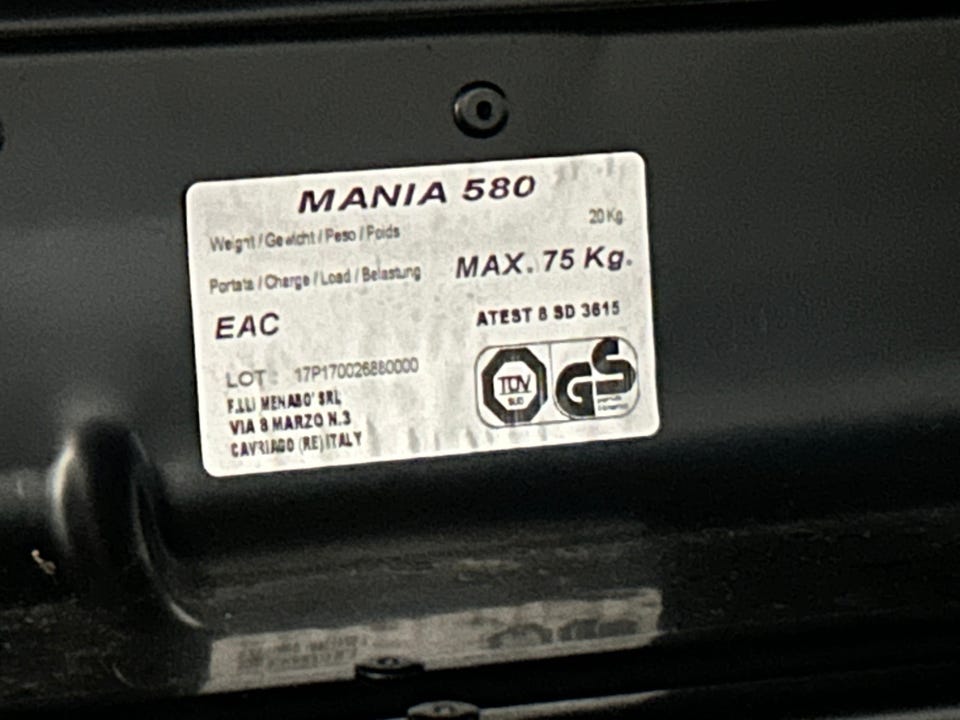 MANIA 580
Weight / Gewicht / Peso / Poids 20 Kg
Portata / Charge / Load / Belastung MAX. 75 Kg.
EAC ATEST 8 SD 3615
LOT : 17P170026880000
F.LLI MENABO' SRL
VIA 8 MARZO N.3
CAVRIAGO (RE) ITALY
TÜV
SÜD
GS